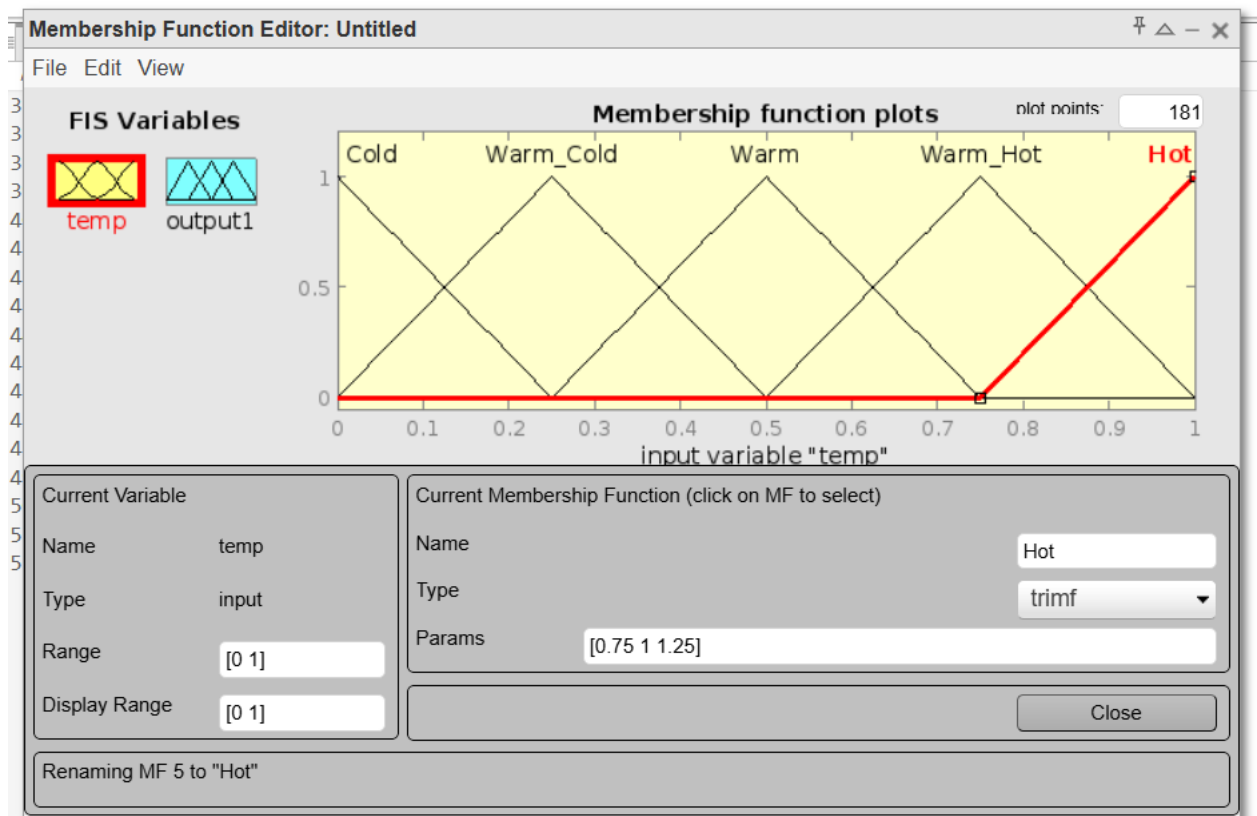 Membership Function Editor: Untitled
File Edit View
FIS Variables
temp
output1
Membership function plots
plot points:
181
Cold
Warm_Cold
Warm
Warm_Hot
Hot
1
0.5
0
0 0.1 0.2 0.3 0.4 0.5 0.6 0.7 0.8 0.9 1
input variable "temp"
Current Variable
Name temp
Type input
Range [0 1]
Display Range [0 1]
Current Membership Function (click on MF to select)
Name Hot
Type trimf
Params [0.75 1 1.25]
Close
Renaming MF 5 to "Hot"